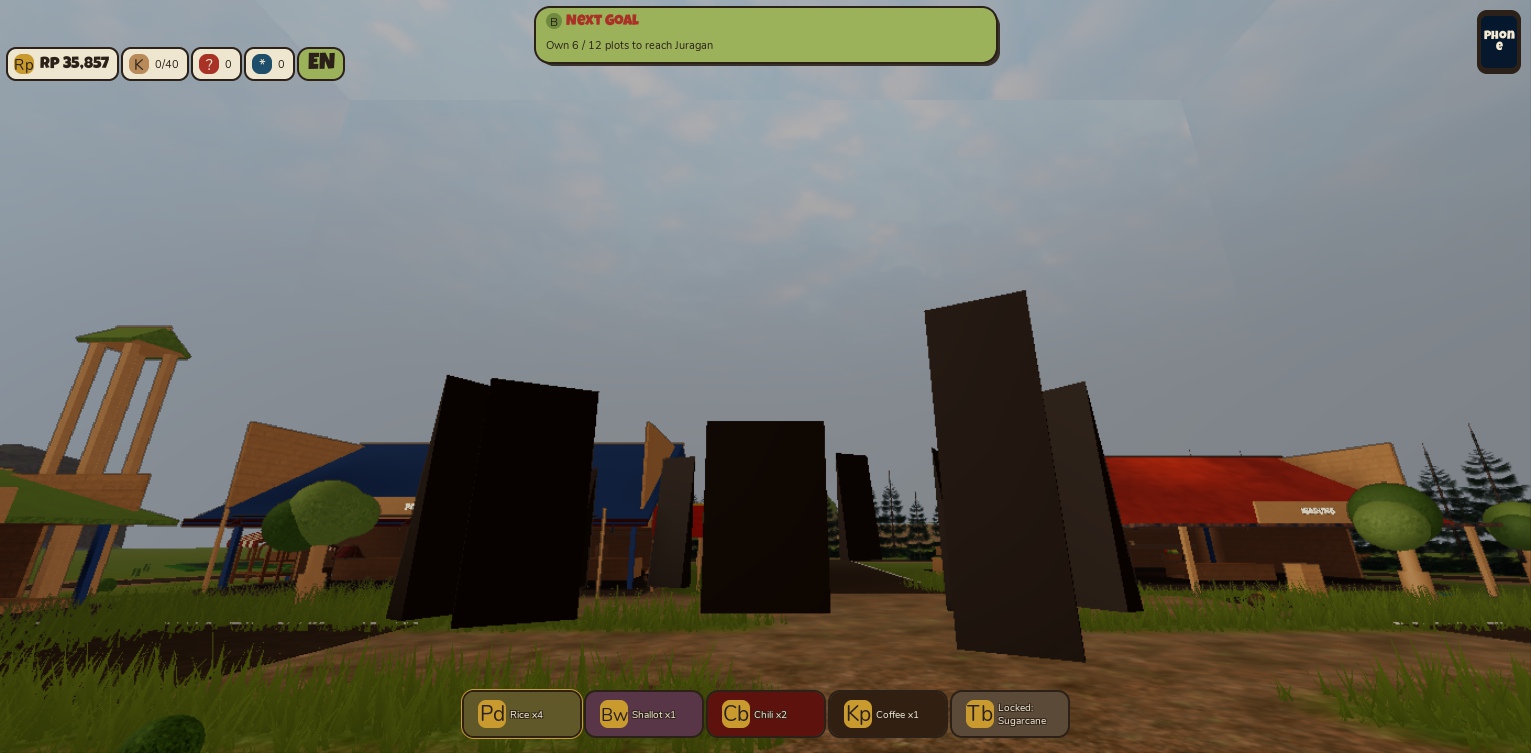 B NEXT GOAL
Own 6 / 12 plots to reach Juragan
Rp RP 35,857
K 0/40
? 0
* 0
EN
PHON
E
Pd Rice x4
Bw Shallot x1
Cb Chili x2
Kp Coffee x1
Tb Locked:
Sugarcane